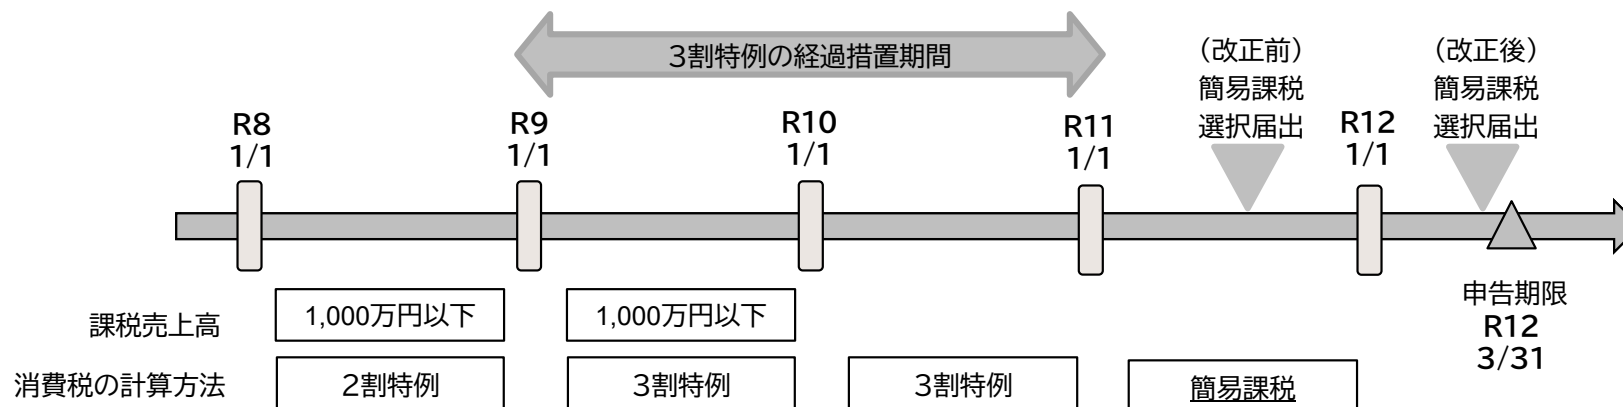 3割特例の経過措置期間
（改正前）
簡易課税
選択届出
（改正後）
簡易課税
選択届出
R8
1/1
R9
1/1
R10
1/1
R11
1/1
R12
1/1
申告期限
R12
3/31
課税売上高
1,000万円以下
1,000万円以下
消費税の計算方法
2割特例
3割特例
3割特例
簡易課税